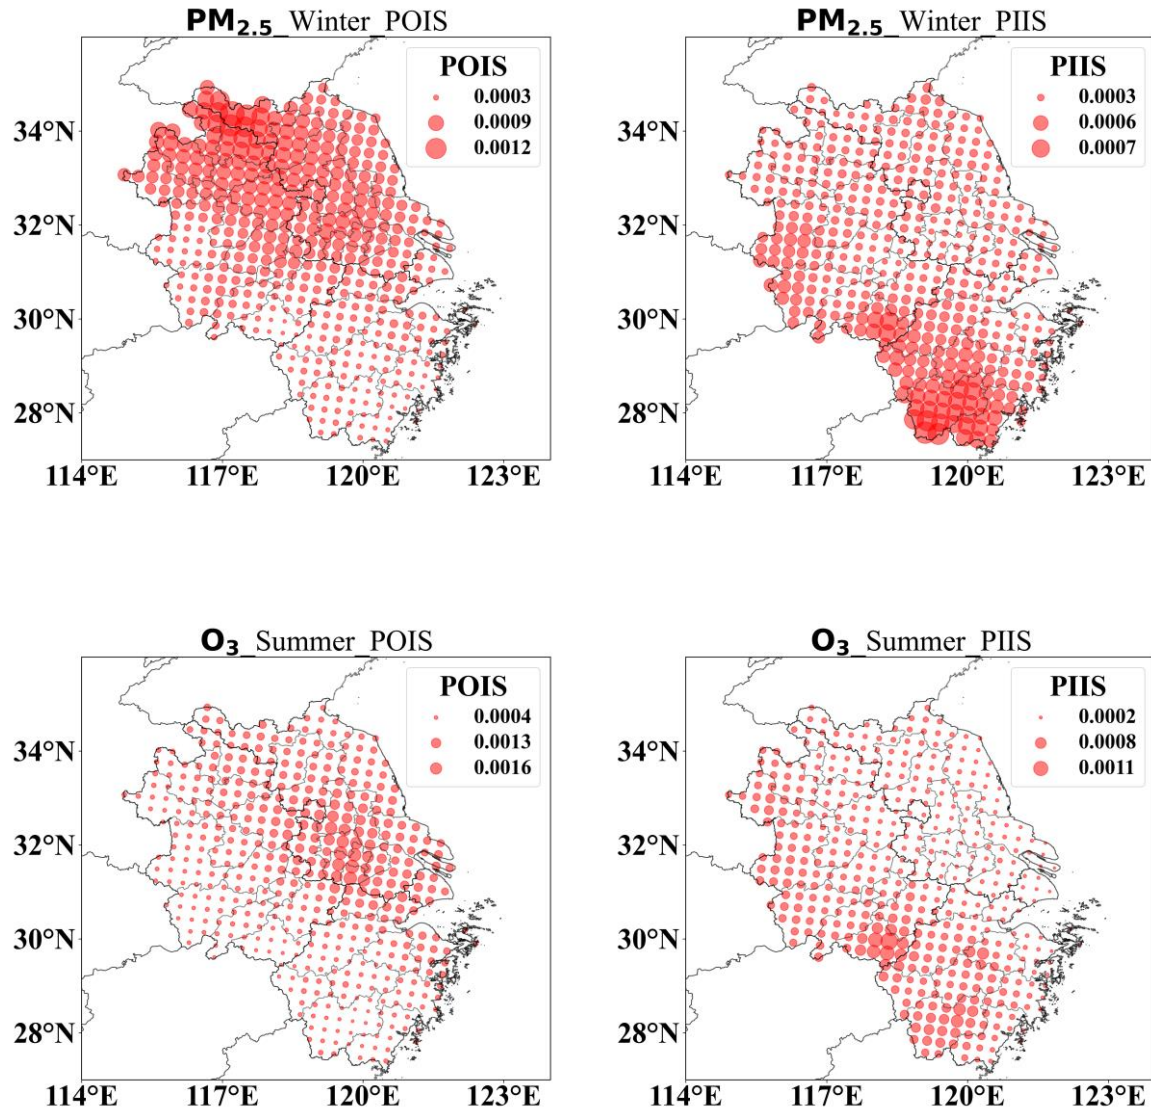 PM2.5_Winter_POIS
POIS
0.0003
0.0009
0.0012
34°N
32°N
30°N
28°N
114°E 117°E 120°E 123°E
PM2.5_Winter_PIIS
PIIS
0.0003
0.0006
0.0007
34°N
32°N
30°N
28°N
114°E 117°E 120°E 123°E
O3_Summer_POIS
POIS
0.0004
0.0013
0.0016
34°N
32°N
30°N
28°N
114°E 117°E 120°E 123°E
O3_Summer_PIIS
PIIS
0.0002
0.0008
0.0011
34°N
32°N
30°N
28°N
114°E 117°E 120°E 123°E